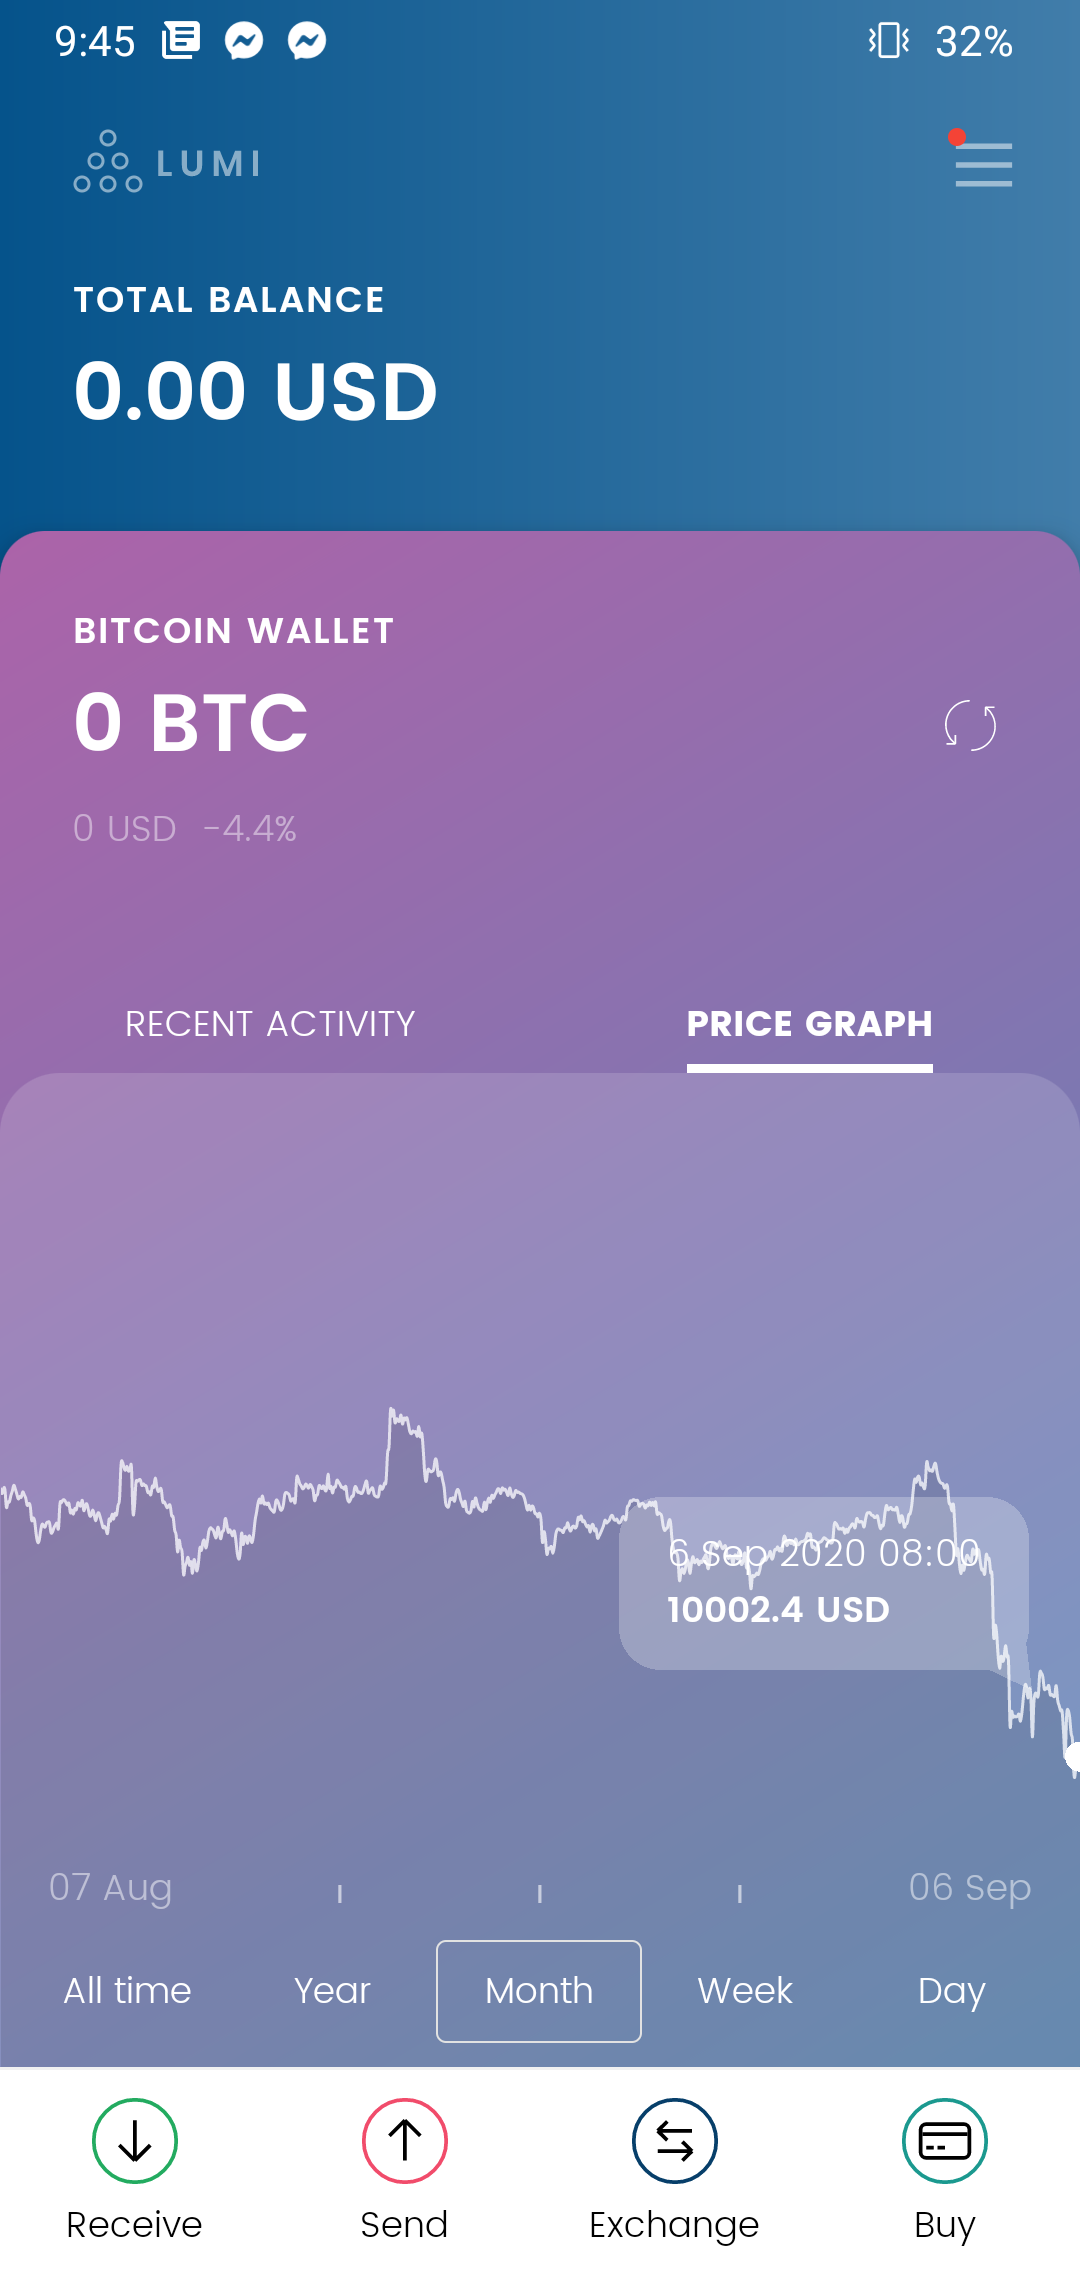 9:45
32%
LUMI
TOTAL BALANCE
0.00 USD
BITCOIN WALLET
0 BTC
0 USD -4.4%
RECENT ACTIVITY
PRICE GRAPH
6 Sep 2020 08:00
10002.4 USD
07 Aug
06 Sep
All time
Year
Month
Week
Day
Receive
Send
Exchange
Buy